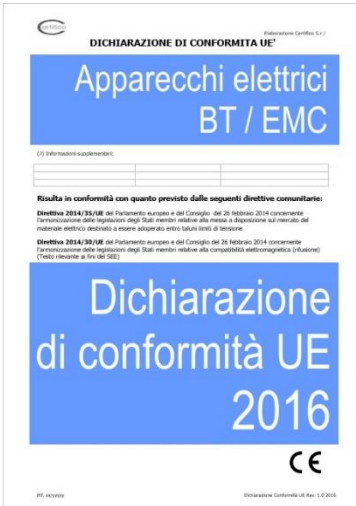 Certifico
Elaborazione Certifico S.r.l
DICHIARAZIONE DI CONFORMITA UE'
Apparecchi elettrici
BT / EMC
(7) Informazioni supplementari:
Risulta in conformità con quanto previsto dalle seguenti direttive comunitarie:
Direttiva 2014/35/UE del Parlamento europeo e del Consiglio del 26 febbraio 2014 concernente
l'armonizzazione delle legislazioni degli Stati membri relative alla messa a disposizione sul mercato del
materiale elettrico destinato a essere adoperato entro taluni limiti di tensione
Direttiva 2014/30/UE del Parlamento europeo e del Consiglio del 26 febbraio 2014 concernente
l'armonizzazione delle legislazioni degli Stati membri relative alla compatibilità elettromagnetica (rifusione)
(Testo rilevante ai fini del SEE)
Dichiarazione
di conformità UE
2016
CE
Rif. xx/yyyyy
Dichiarazione Conformità UE Rev. 1.0 2016